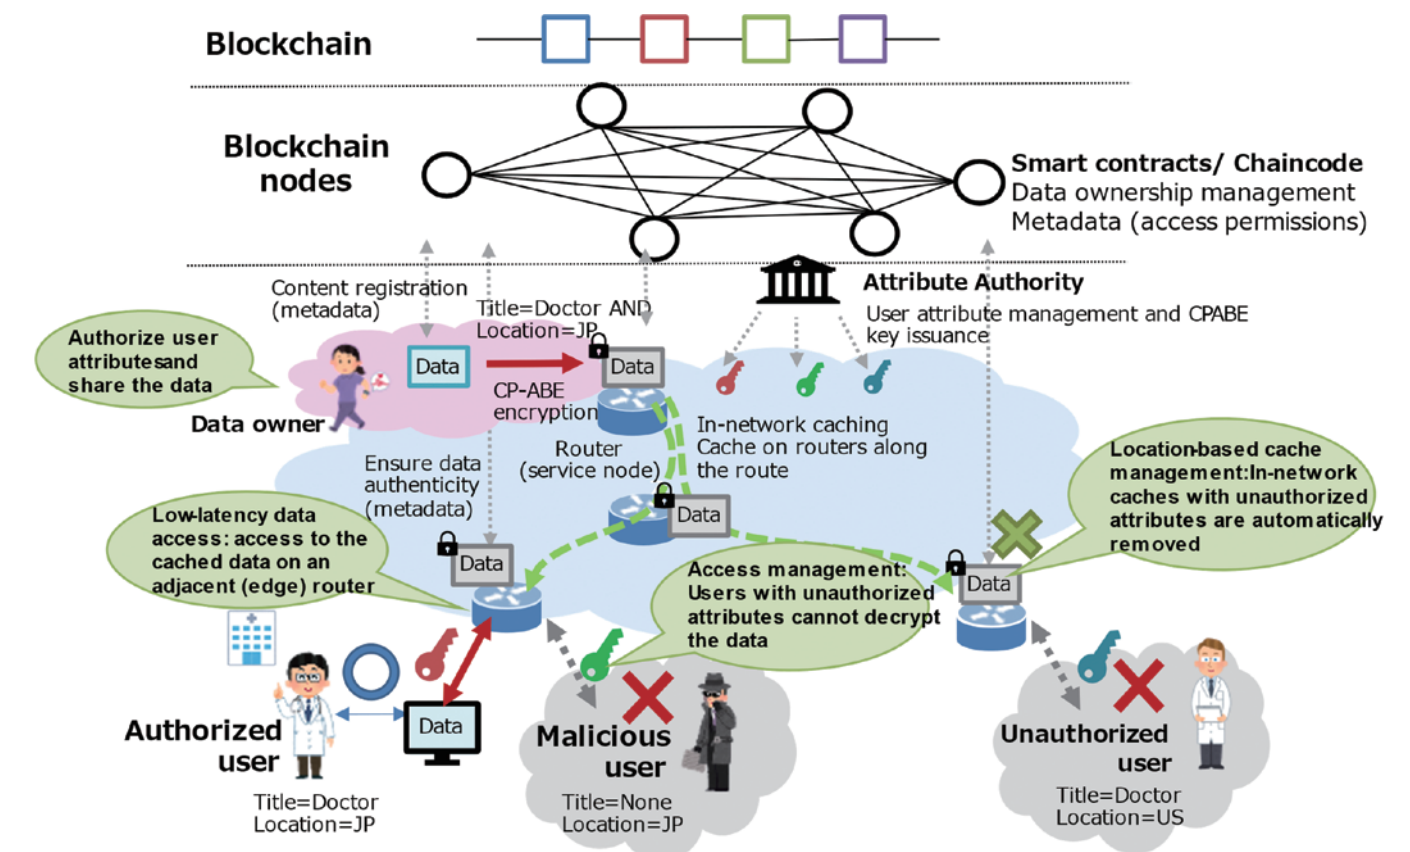 Blockchain
Blockchain
nodes
Smart contracts/ Chaincode
Data ownership management
Metadata (access permissions)
Content registration
(metadata)
Title=Doctor AND
Location=JP
Attribute Authority
User attribute management and CPABE
key issuance
Authorize user
attributesand
share the data
Data
Data
CP-ABE
encryption
Data owner
In-network caching
Cache on routers along
the route
Router
(service node)
Ensure data
authenticity
(metadata)
Location-based cache
management:In-network
caches with unauthorized
attributes are automatically
removed
Low-latency data
access: access to the
cached data on an
adjacent (edge) router
Data
Data
Data
Access management:
Users with unauthorized
attributes cannot decrypt
the data
Authorized
user
Data
Title=Doctor
Location=JP
Malicious
user
Title=None
Location=JP
Unauthorized
user
Title=Doctor
Location=US